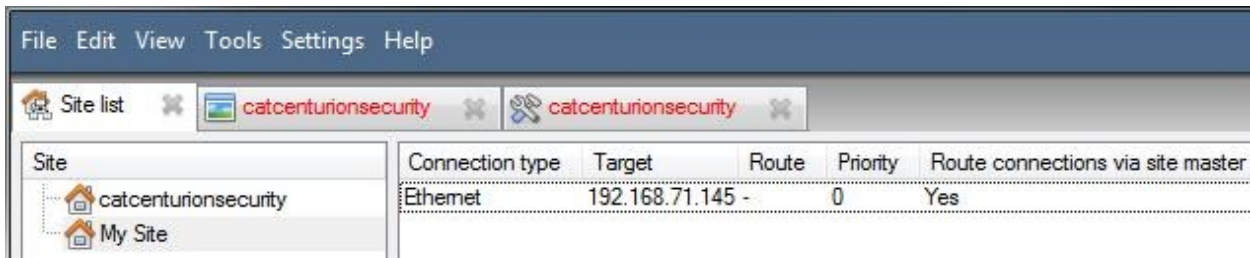 File Edit View Tools Settings Help
Site list catcenturionsecurity catcenturionsecurity
Site Connection type Target Route Priority Route connections via site master
catcenturionsecurity Ethernet 192.168.71.145 - 0 Yes
My Site